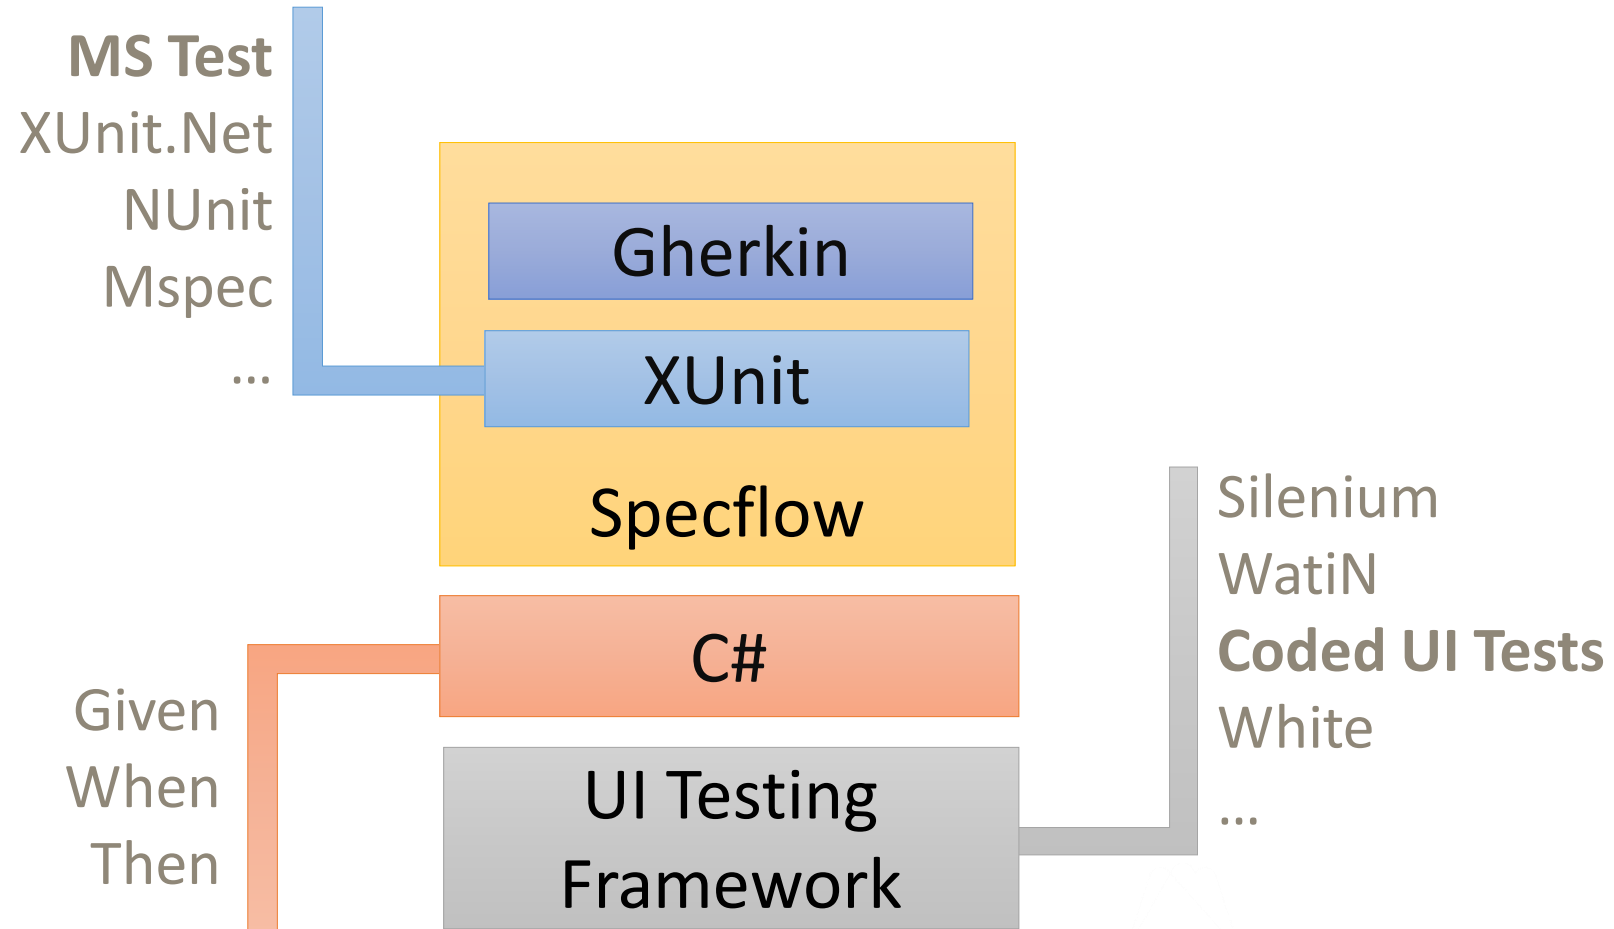 MS Test
XUnit.Net
NUnit
Mspec
...
Gherkin
XUnit
Specflow
C#
Given
When
Then
UI Testing
Framework
Silenium
WatiN
Coded UI Tests
White
...